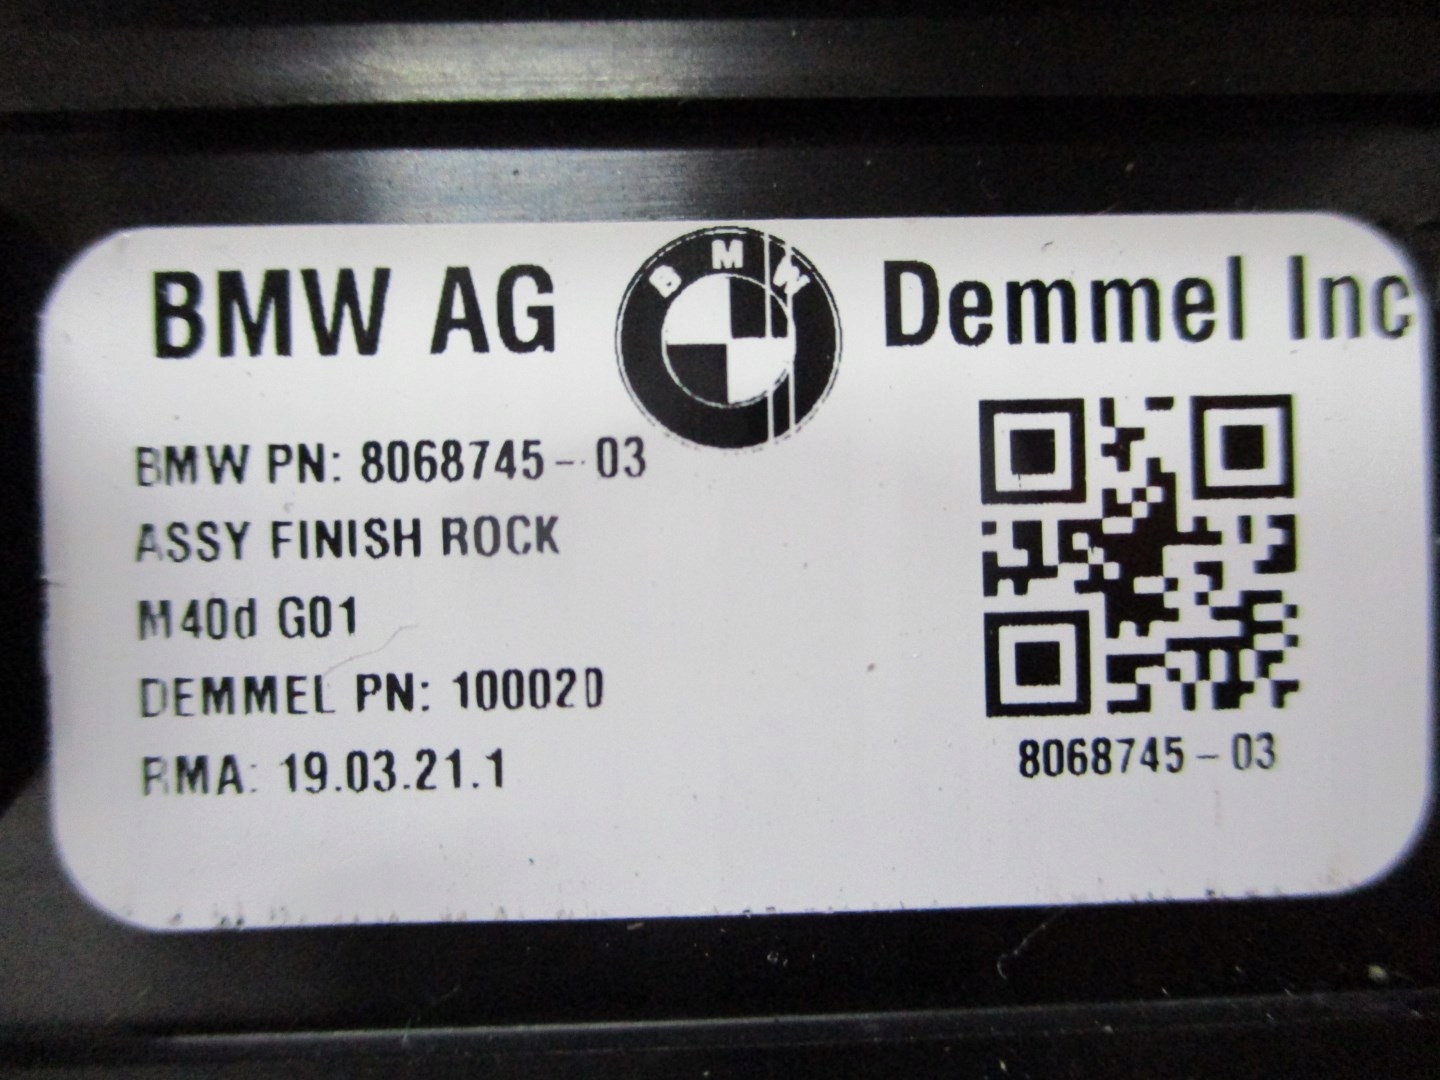 BMW AG BMW Demmel Inc
BMW PN: 8068745-03
ASSY FINISH ROCK
M40d G01
DEMMEL PN: 100020
RMA: 19.03.21.1
8068745-03